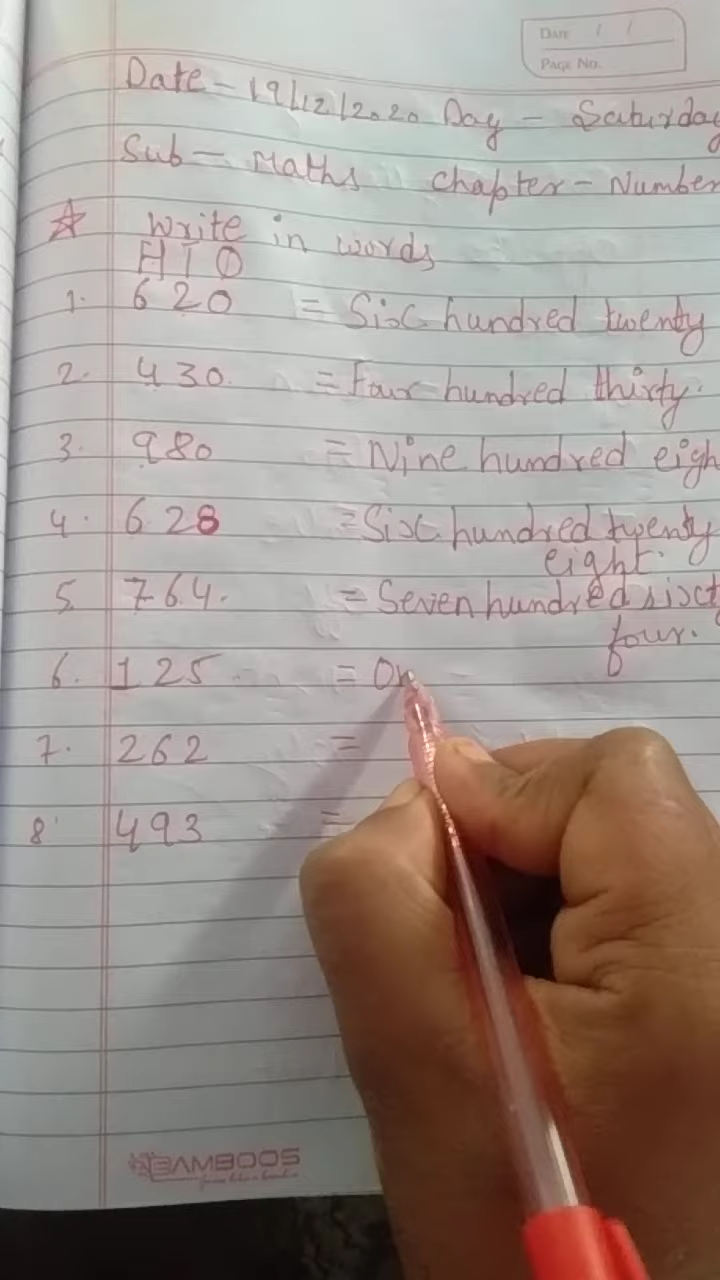 DATE / /
PAGE NO.
Date - 19/12/2020 Day - Saturday
Sub - Maths Chapter - Number
Write in words
H T O
1. 620 = Six hundred twenty
2. 430. = Four hundred thirty.
3. 980 = Nine hundred eigh
4. 628 = Six hundred twenty
eight.
5. 764. = Seven hundred sixty
four.
6. 125 = On
7. 262 =
8. 493 =
BAMBOOS